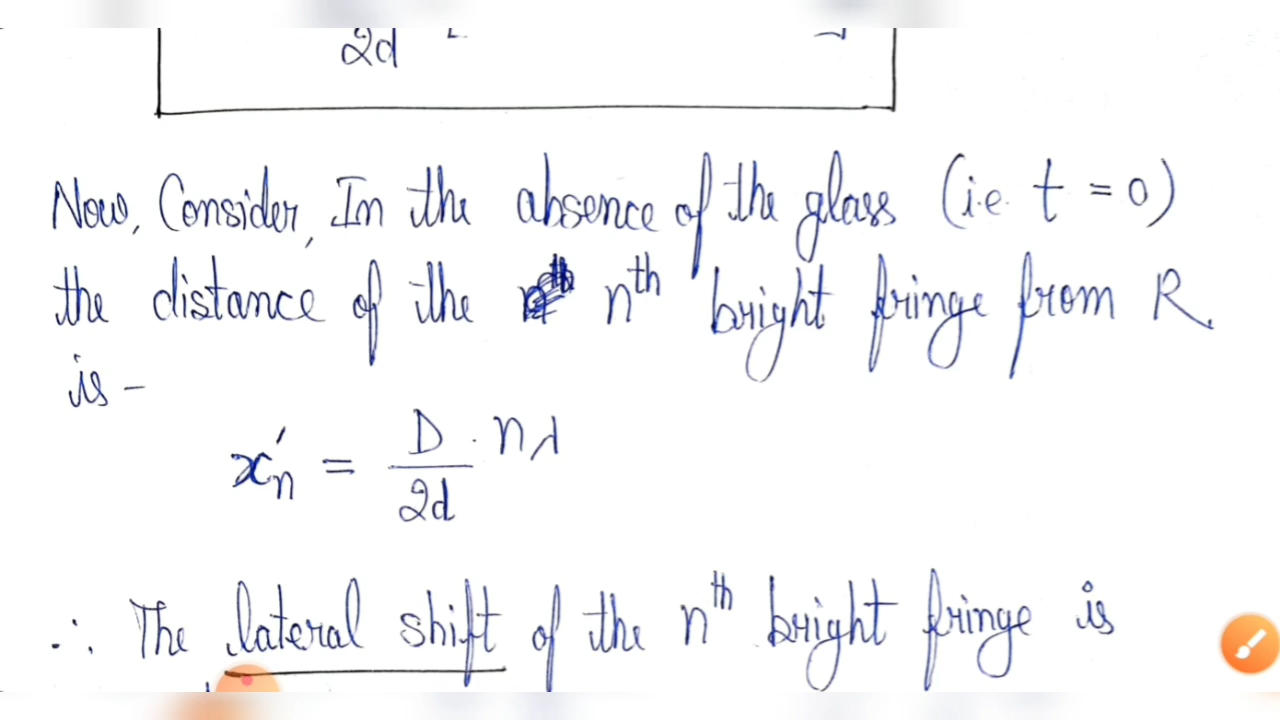 2d
Now, Consider, In the absence of the glass (i.e. t = 0)
the distance of the nth bright fringe from R
is -
x'n = D/2d . nλ
∴ The lateral shift of the nth bright fringe is